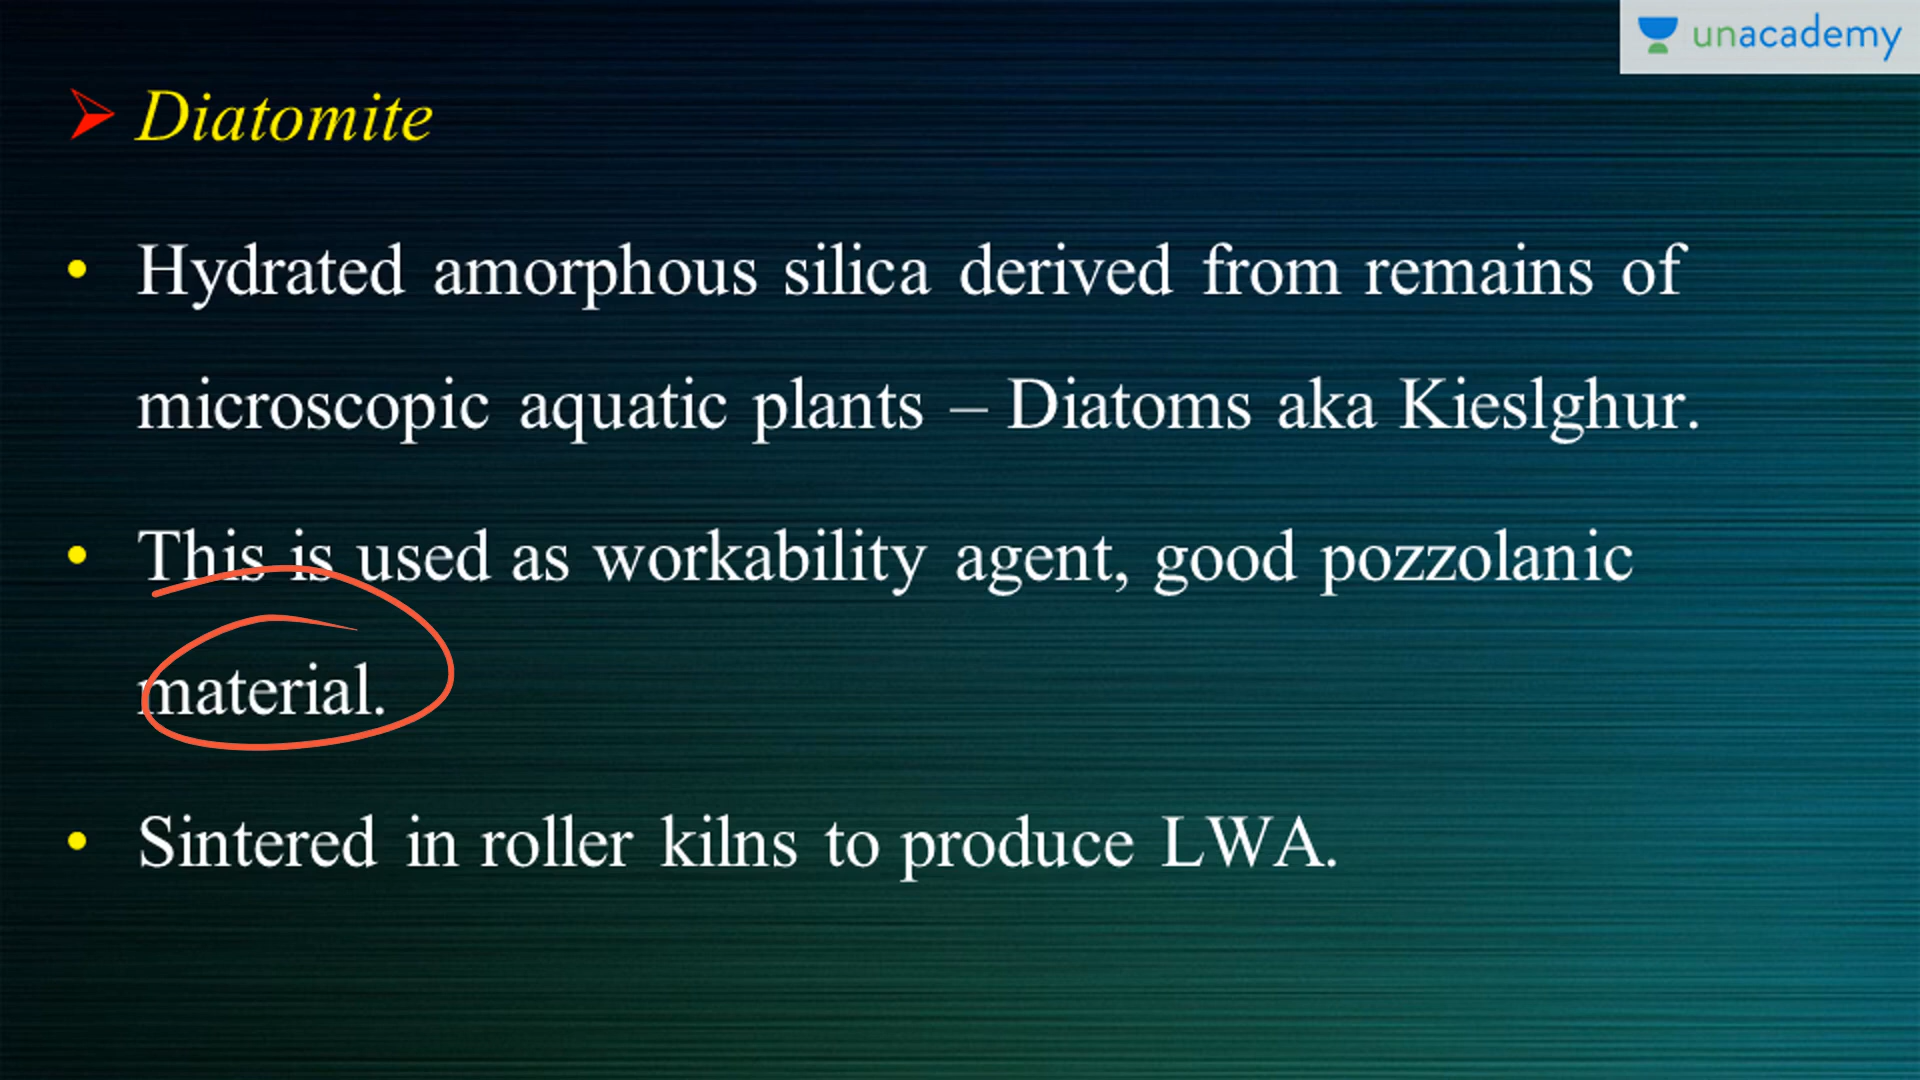 unacademy
Diatomite
Hydrated amorphous silica derived from remains of
microscopic aquatic plants – Diatoms aka Kieslghur.
This is used as workability agent, good pozzolanic
material.
Sintered in roller kilns to produce LWA.